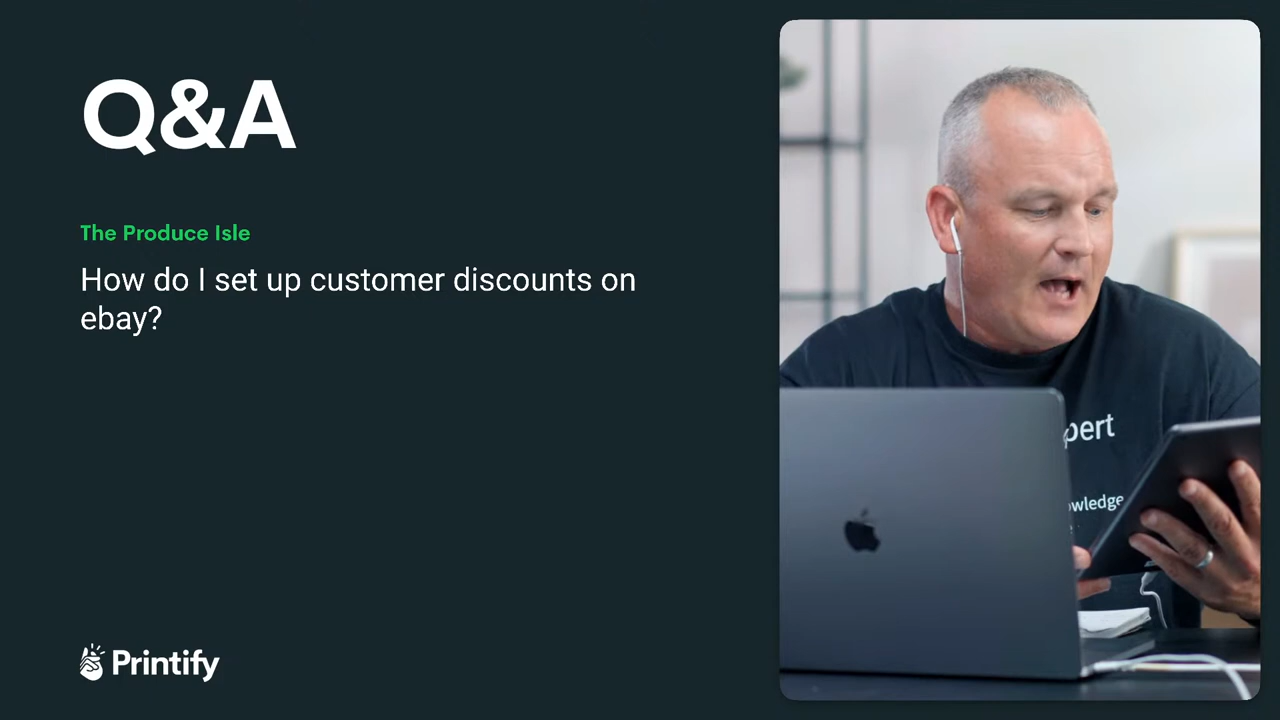 Q&A
The Produce Isle
How do I set up customer discounts on
ebay?
Printify